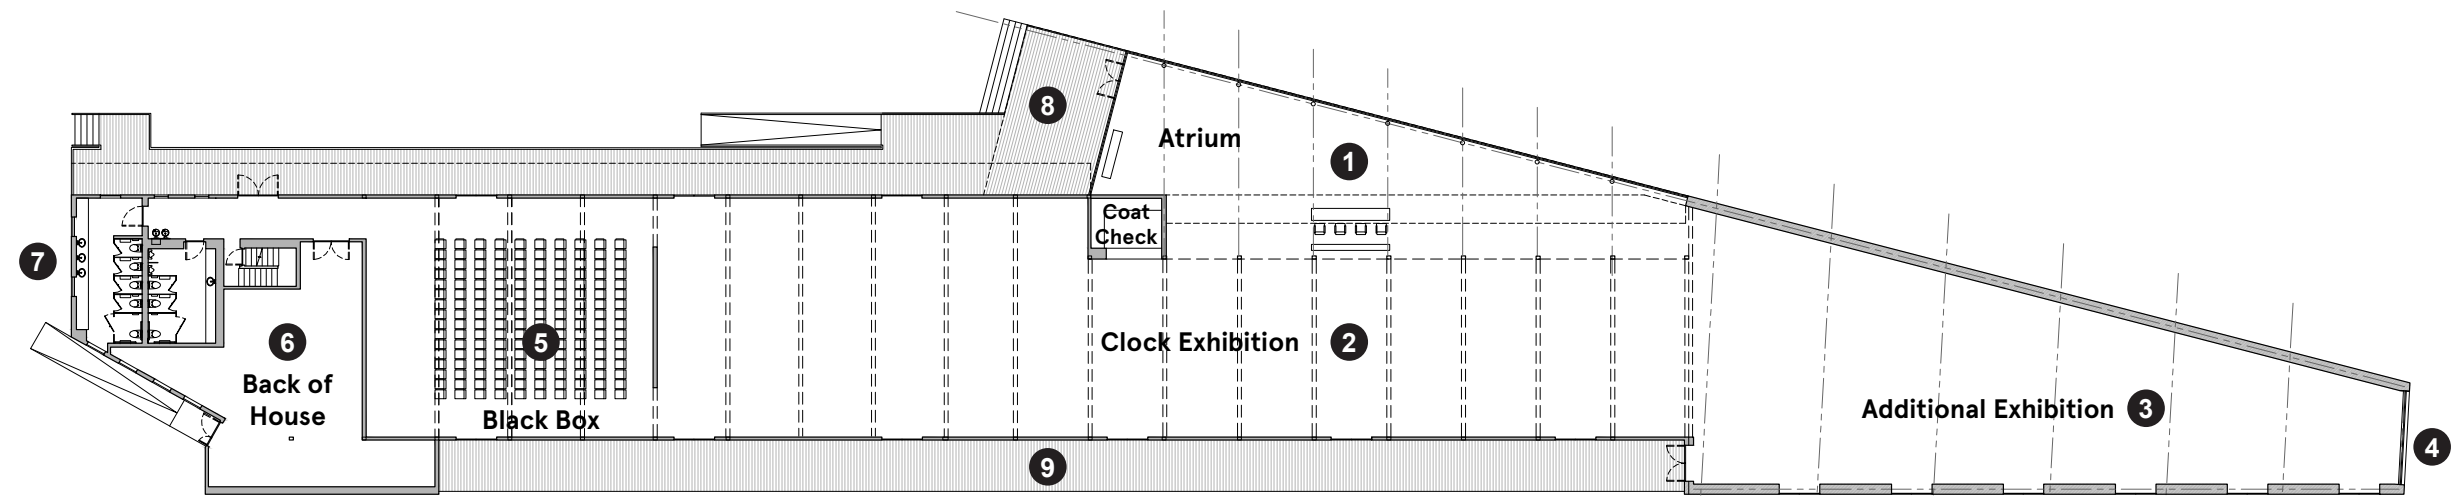 8
Atrium
1
Coat
Check
7
6
Back of
House
5
Black Box
Clock Exhibition 2
Additional Exhibition 3
4
9